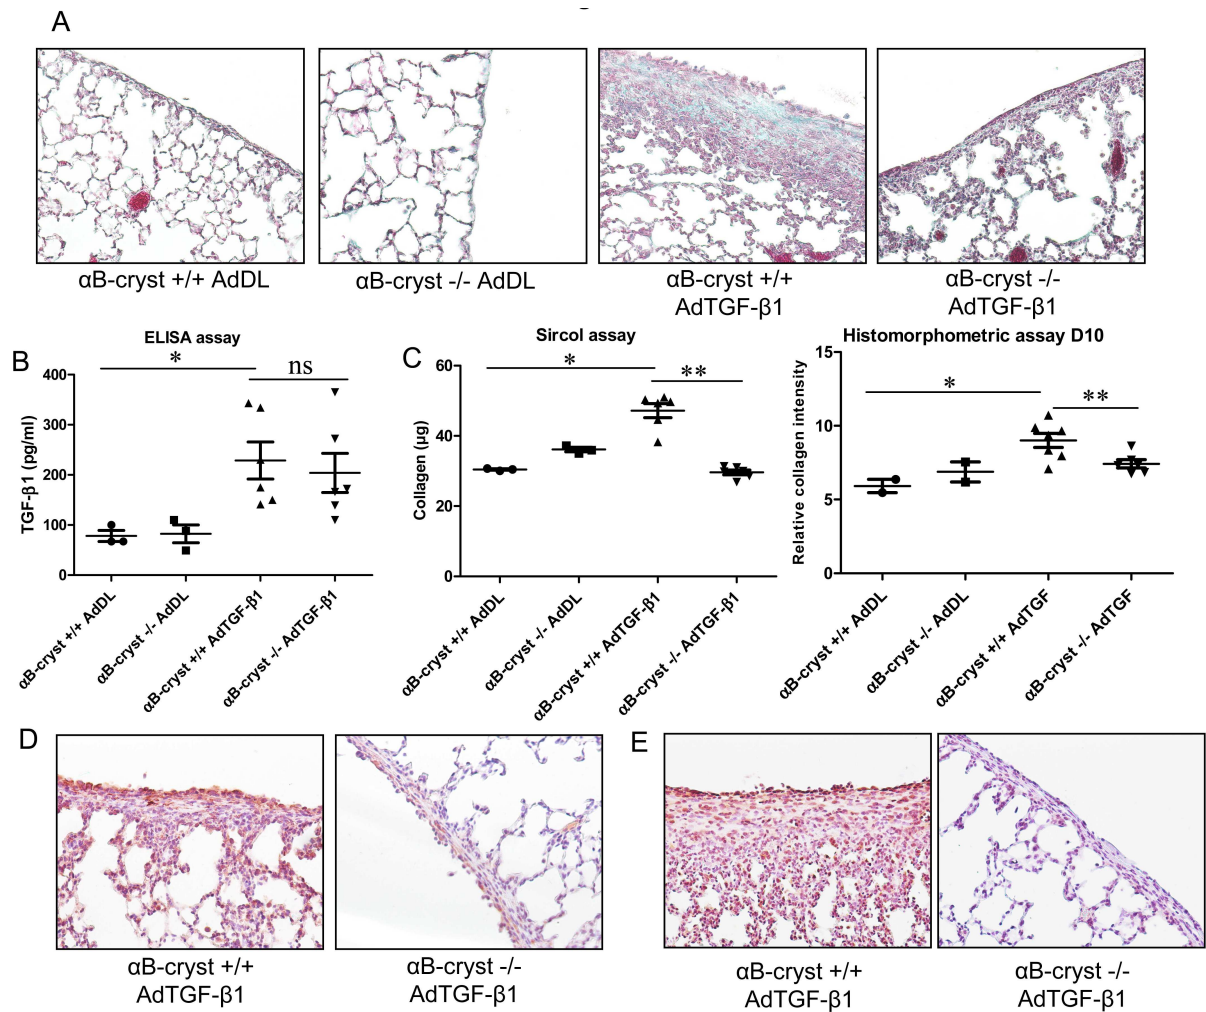 A
αB-cryst +/+ AdDL
αB-cryst -/- AdDL
αB-cryst +/+
AdTGF-β1
αB-cryst -/-
AdTGF-β1
B
ELISA assay
*
ns
TGF-β1 (pg/ml)
400
300
200
100
0
αB-cryst +/+ AdDL
αB-cryst -/- AdDL
αB-cryst +/+ AdTGF-β1
αB-cryst -/- AdTGF-β1
C
Sircol assay
*
**
Collagen (µg)
60
40
20
0
αB-cryst +/+ AdDL
αB-cryst -/- AdDL
αB-cryst +/+ AdTGF-β1
αB-cryst -/- AdTGF-β1
Histomorphometric assay D10
*
**
Relative collagen intensity
15
10
5
0
αB-cryst +/+ AdDL
αB-cryst -/- AdDL
αB-cryst +/+ AdTGF
αB-cryst -/- AdTGF
D
αB-cryst +/+
AdTGF-β1
αB-cryst -/-
AdTGF-β1
E
αB-cryst +/+
AdTGF-β1
αB-cryst -/-
AdTGF-β1